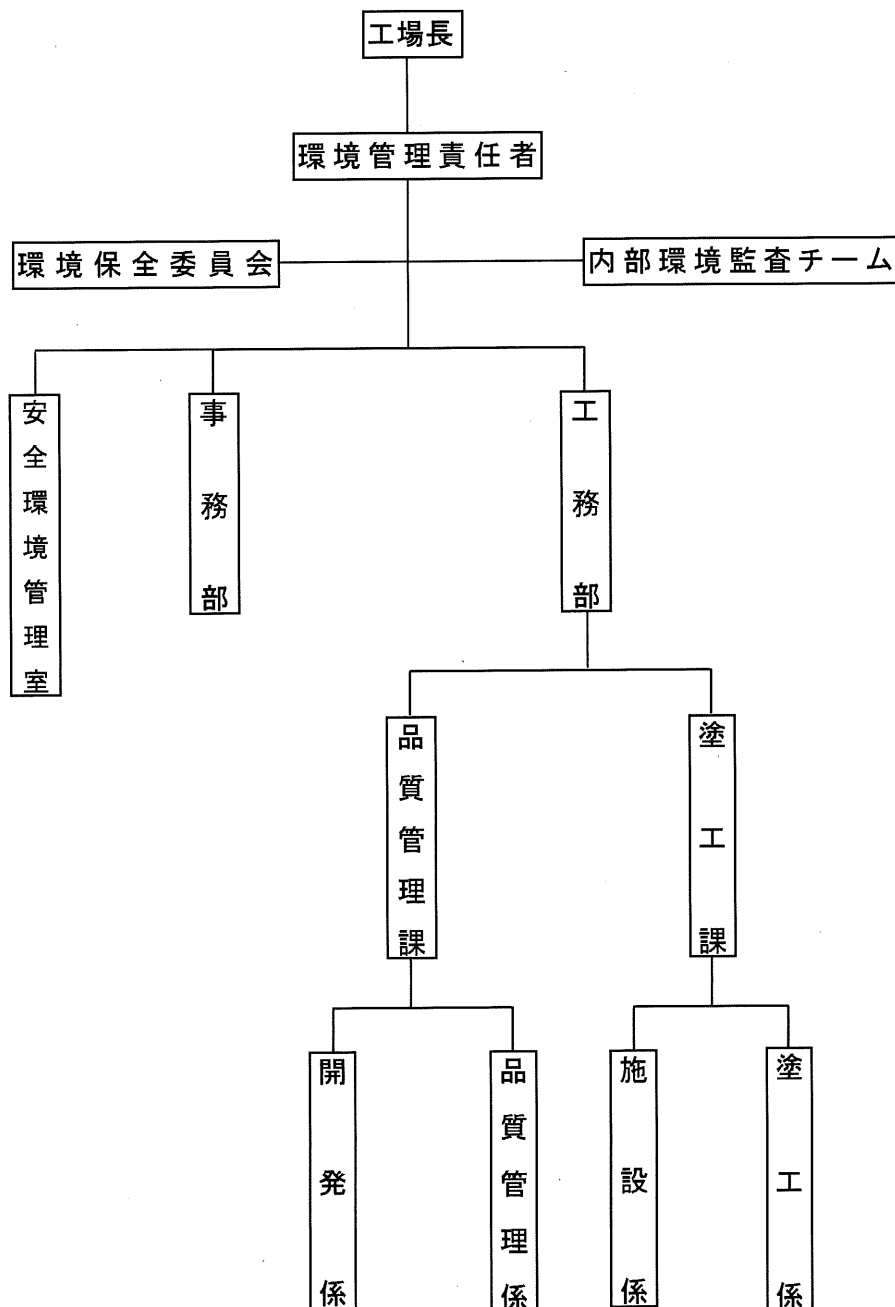 工場長
環境管理責任者
環境保全委員会
内部環境監査チーム
安全環境管理室
事務部
工務部
品質管理課
塗工課
開発係
品質管理係
施設係
塗工係